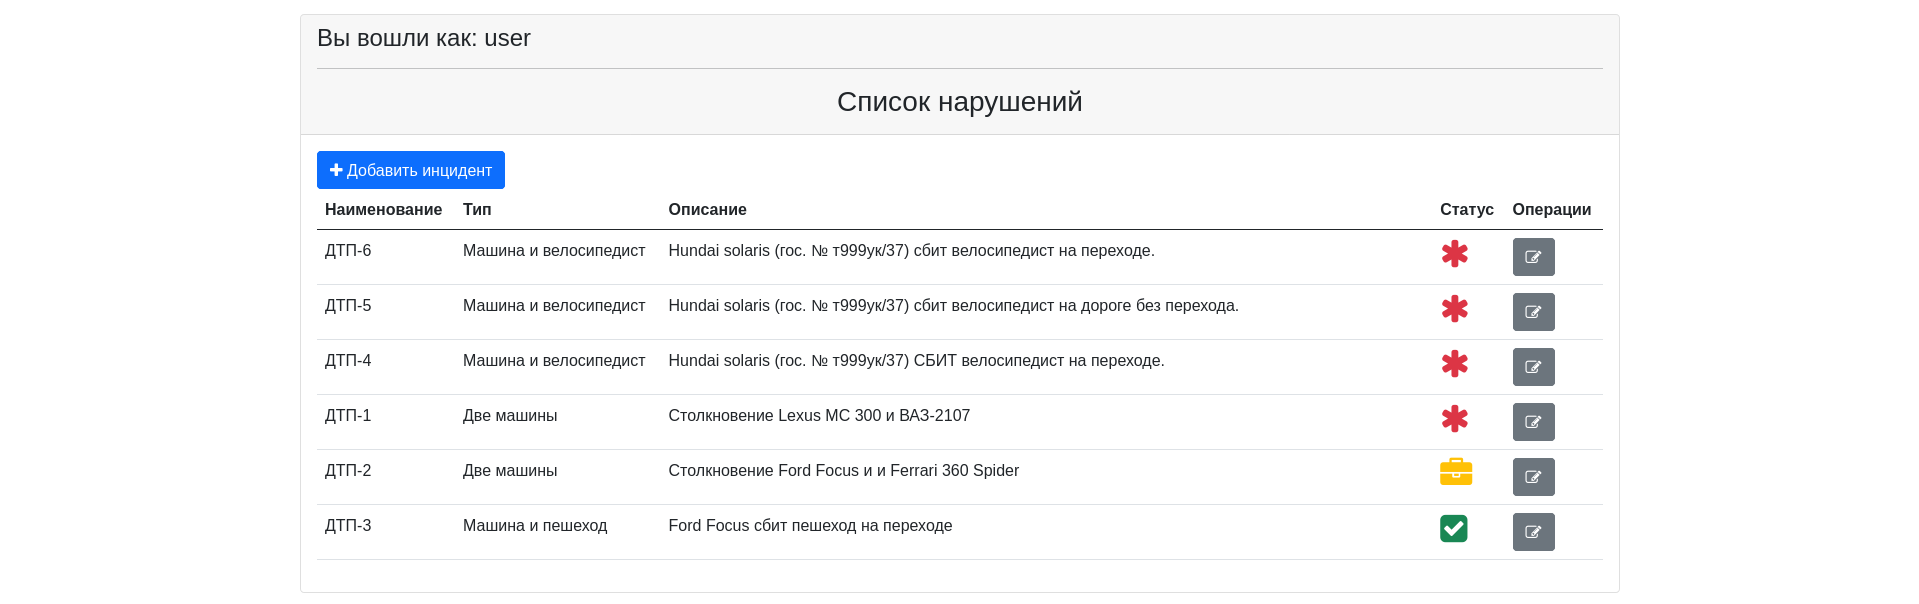 Вы вошли как: user
Список нарушений
Добавить инцидент
Наименование Тип Описание Статус Операции
ДТП-6 Машина и велосипедист Hundai solaris (гос. № т999ук/37) сбит велосипедист на переходе.
ДТП-5 Машина и велосипедист Hundai solaris (гос. № т999ук/37) сбит велосипедист на дороге без перехода.
ДТП-4 Машина и велосипедист Hundai solaris (гос. № т999ук/37) СБИТ велосипедист на переходе.
ДТП-1 Две машины Столкновение Lexus МС 300 и ВАЗ-2107
ДТП-2 Две машины Столкновение Ford Focus и и Ferrari 360 Spider
ДТП-3 Машина и пешеход Ford Focus сбит пешеход на переходе